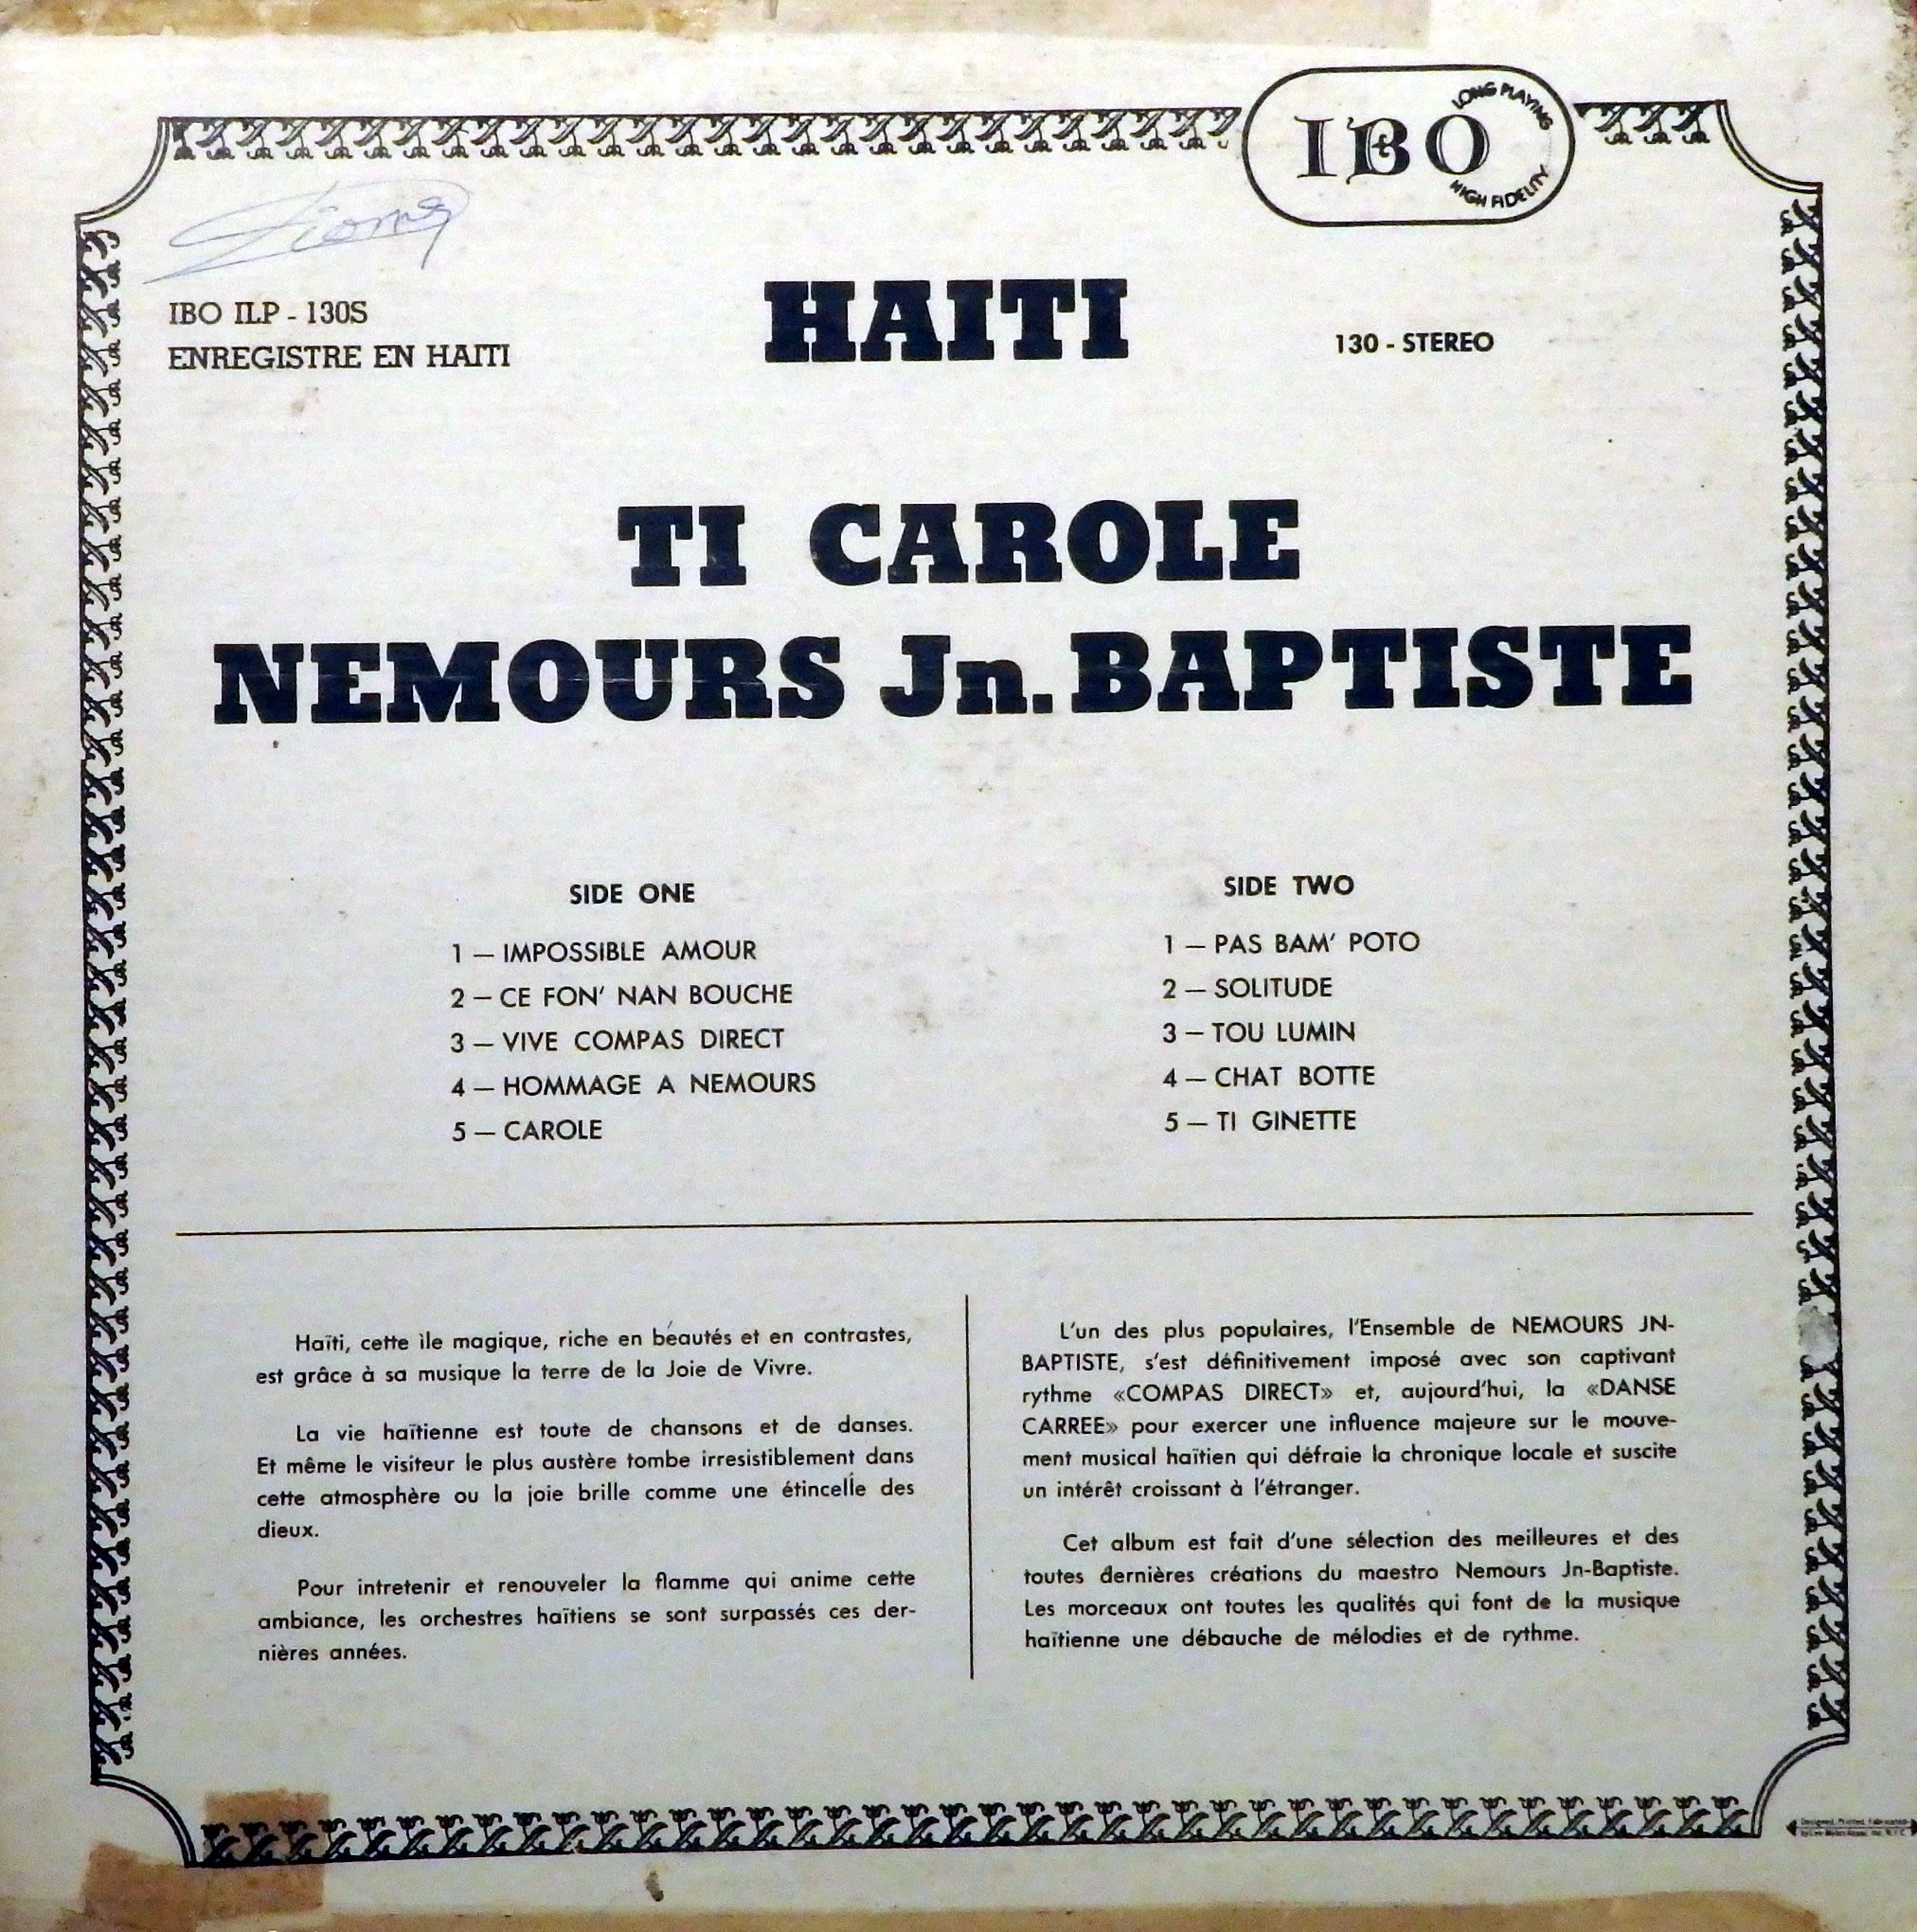 IBO
LONG PLAYING
HIGH FIDELITY
IBO ILP - 130S
ENREGISTRE EN HAITI
HAITI
130 - STEREO
TI CAROLE
NEMOURS Jn. BAPTISTE
SIDE ONE
1 — IMPOSSIBLE AMOUR
2 — CE FON' NAN BOUCHE
3 — VIVE COMPAS DIRECT
4 — HOMMAGE A NEMOURS
5 — CAROLE
SIDE TWO
1 — PAS BAM' POTO
2 — SOLITUDE
3 — TOU LUMIN
4 — CHAT BOTTE
5 — TI GINETTE
Haïti, cette ile magique, riche en béautés et en contrastes,
est grâce à sa musique la terre de la Joie de Vivre.
La vie haïtienne est toute de chansons et de danses.
Et même le visiteur le plus austère tombe irresistiblement dans
cette atmosphère ou la joie brille comme une étincelle des
dieux.
Pour intretenir et renouveler la flamme qui anime cette
ambiance, les orchestres haïtiens se sont surpassés ces der-
nières années.
L'un des plus populaires, l'Ensemble de NEMOURS JN-
BAPTISTE, s'est définitivement imposé avec son captivant
rythme «COMPAS DIRECT» et, aujourd'hui, la «DANSE
CARREE» pour exercer une influence majeure sur le mouve-
ment musical haïtien qui défraie la chronique locale et suscite
un intérêt croissant à l'étranger.
Cet album est fait d'une sélection des meilleures et des
toutes dernières créations du maestro Nemours Jn-Baptiste.
Les morceaux ont toutes les qualités qui font de la musique
haïtienne une débauche de mélodies et de rythme.